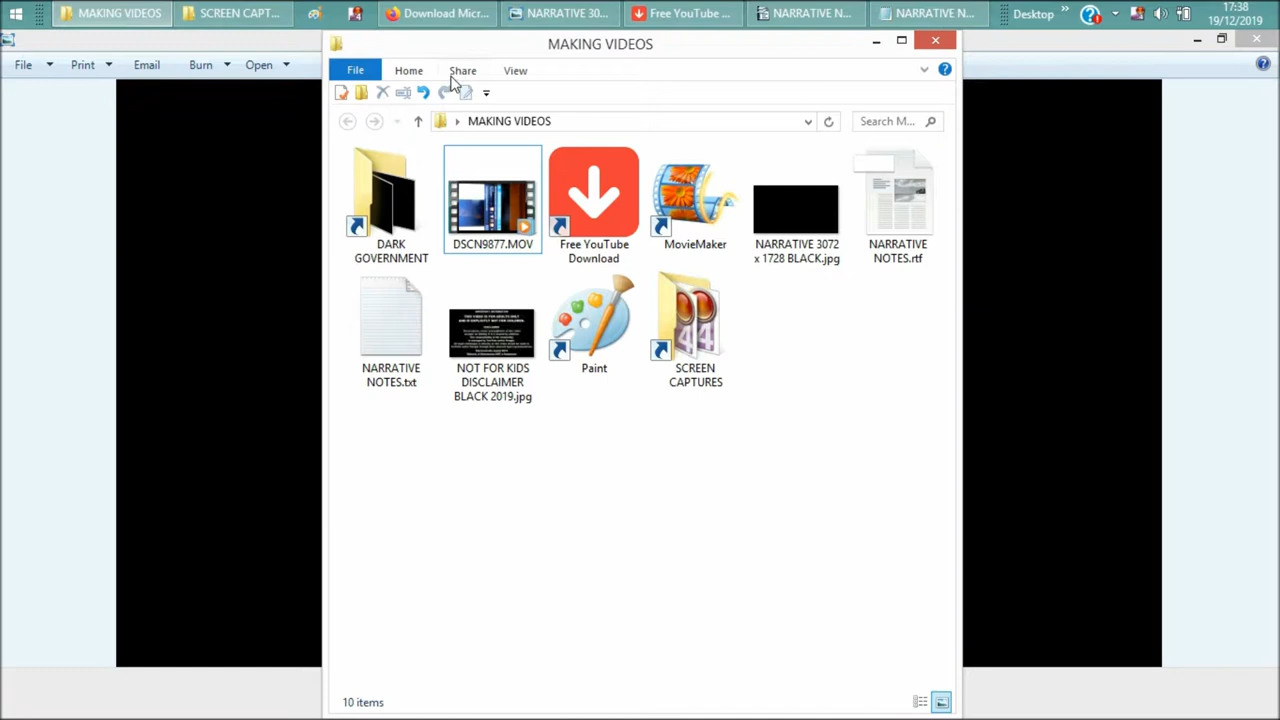 MAKING VIDEOS
SCREEN CAPT...
Download Micr...
NARRATIVE 30...
Free YouTube ...
NARRATIVE N...
NARRATIVE N...
Desktop
17:38
19/12/2019
MAKING VIDEOS
File
Print
Email
Burn
Open
File
Home
Share
View
MAKING VIDEOS
Search M...
DARK
GOVERNMENT
DSCN9877.MOV
Free YouTube
Download
MovieMaker
NARRATIVE 3072
x 1728 BLACK.jpg
NARRATIVE
NOTES.rtf
NARRATIVE
NOTES.txt
NOT FOR KIDS
DISCLAIMER
BLACK 2019.jpg
Paint
SCREEN
CAPTURES
10 items